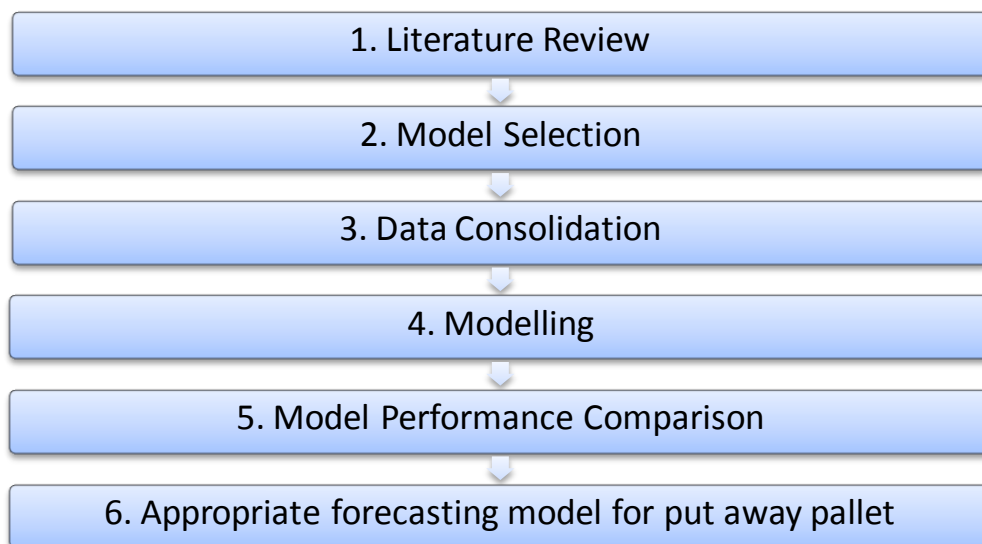 1. Literature Review
2. Model Selection
3. Data Consolidation
4. Modelling
5. Model Performance Comparison
6. Appropriate forecasting model for put away pallet